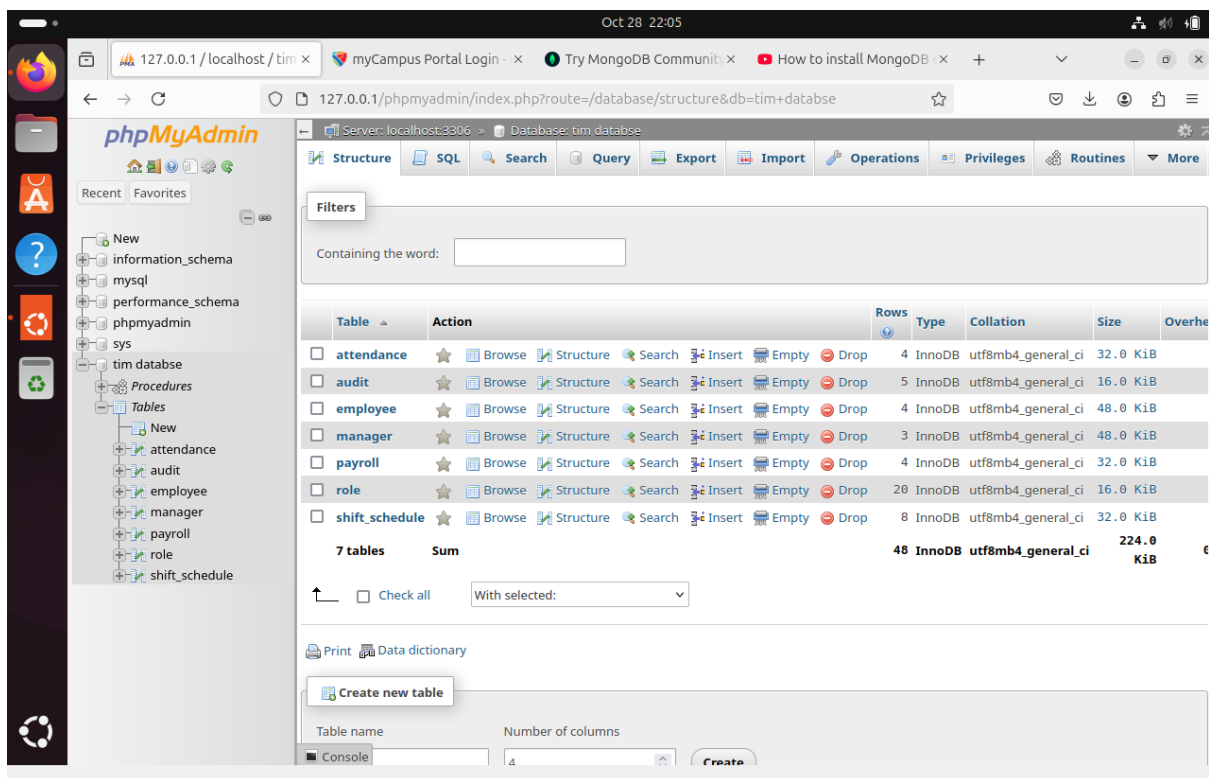 Oct 28 22:05
127.0.0.1 / localhost / tim
myCampus Portal Login -
Try MongoDB Community
How to install MongoDB (
127.0.0.1/phpmyadmin/index.php?route=/database/structure&db=tim+databse
phpMyAdmin
Recent Favorites
New
information_schema
mysql
performance_schema
phpmyadmin
sys
tim databse
Procedures
Tables
New
attendance
audit
employee
manager
payroll
role
shift_schedule
Server: localhost:3306 » Database: tim databse
Structure SQL Search Query Export Import Operations Privileges Routines More
Filters
Containing the word:
Table Action Rows Type Collation Size Overhe
attendance Browse Structure Search Insert Empty Drop 4 InnoDB utf8mb4_general_ci 32.0 KiB
audit Browse Structure Search Insert Empty Drop 5 InnoDB utf8mb4_general_ci 16.0 KiB
employee Browse Structure Search Insert Empty Drop 4 InnoDB utf8mb4_general_ci 48.0 KiB
manager Browse Structure Search Insert Empty Drop 3 InnoDB utf8mb4_general_ci 48.0 KiB
payroll Browse Structure Search Insert Empty Drop 4 InnoDB utf8mb4_general_ci 32.0 KiB
role Browse Structure Search Insert Empty Drop 20 InnoDB utf8mb4_general_ci 16.0 KiB
shift_schedule Browse Structure Search Insert Empty Drop 8 InnoDB utf8mb4_general_ci 32.0 KiB
7 tables Sum 48 InnoDB utf8mb4_general_ci 224.0 KiB
Check all With selected:
Print Data dictionary
Create new table
Table name Number of columns
Console 4 Create